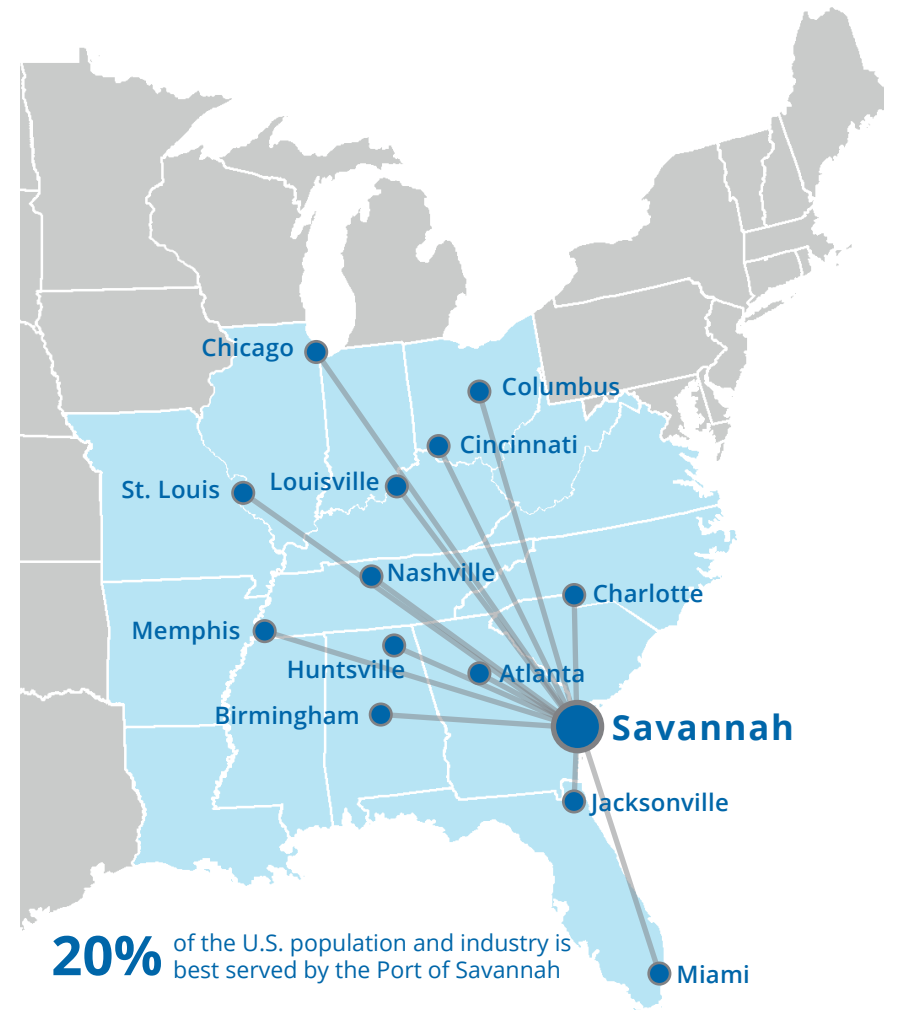 Chicago
Columbus
Cincinnati
Louisville
St. Louis
Nashville
Charlotte
Memphis
Huntsville
Atlanta
Birmingham
Savannah
Jacksonville
20% of the U.S. population and industry is
best served by the Port of Savannah
Miami